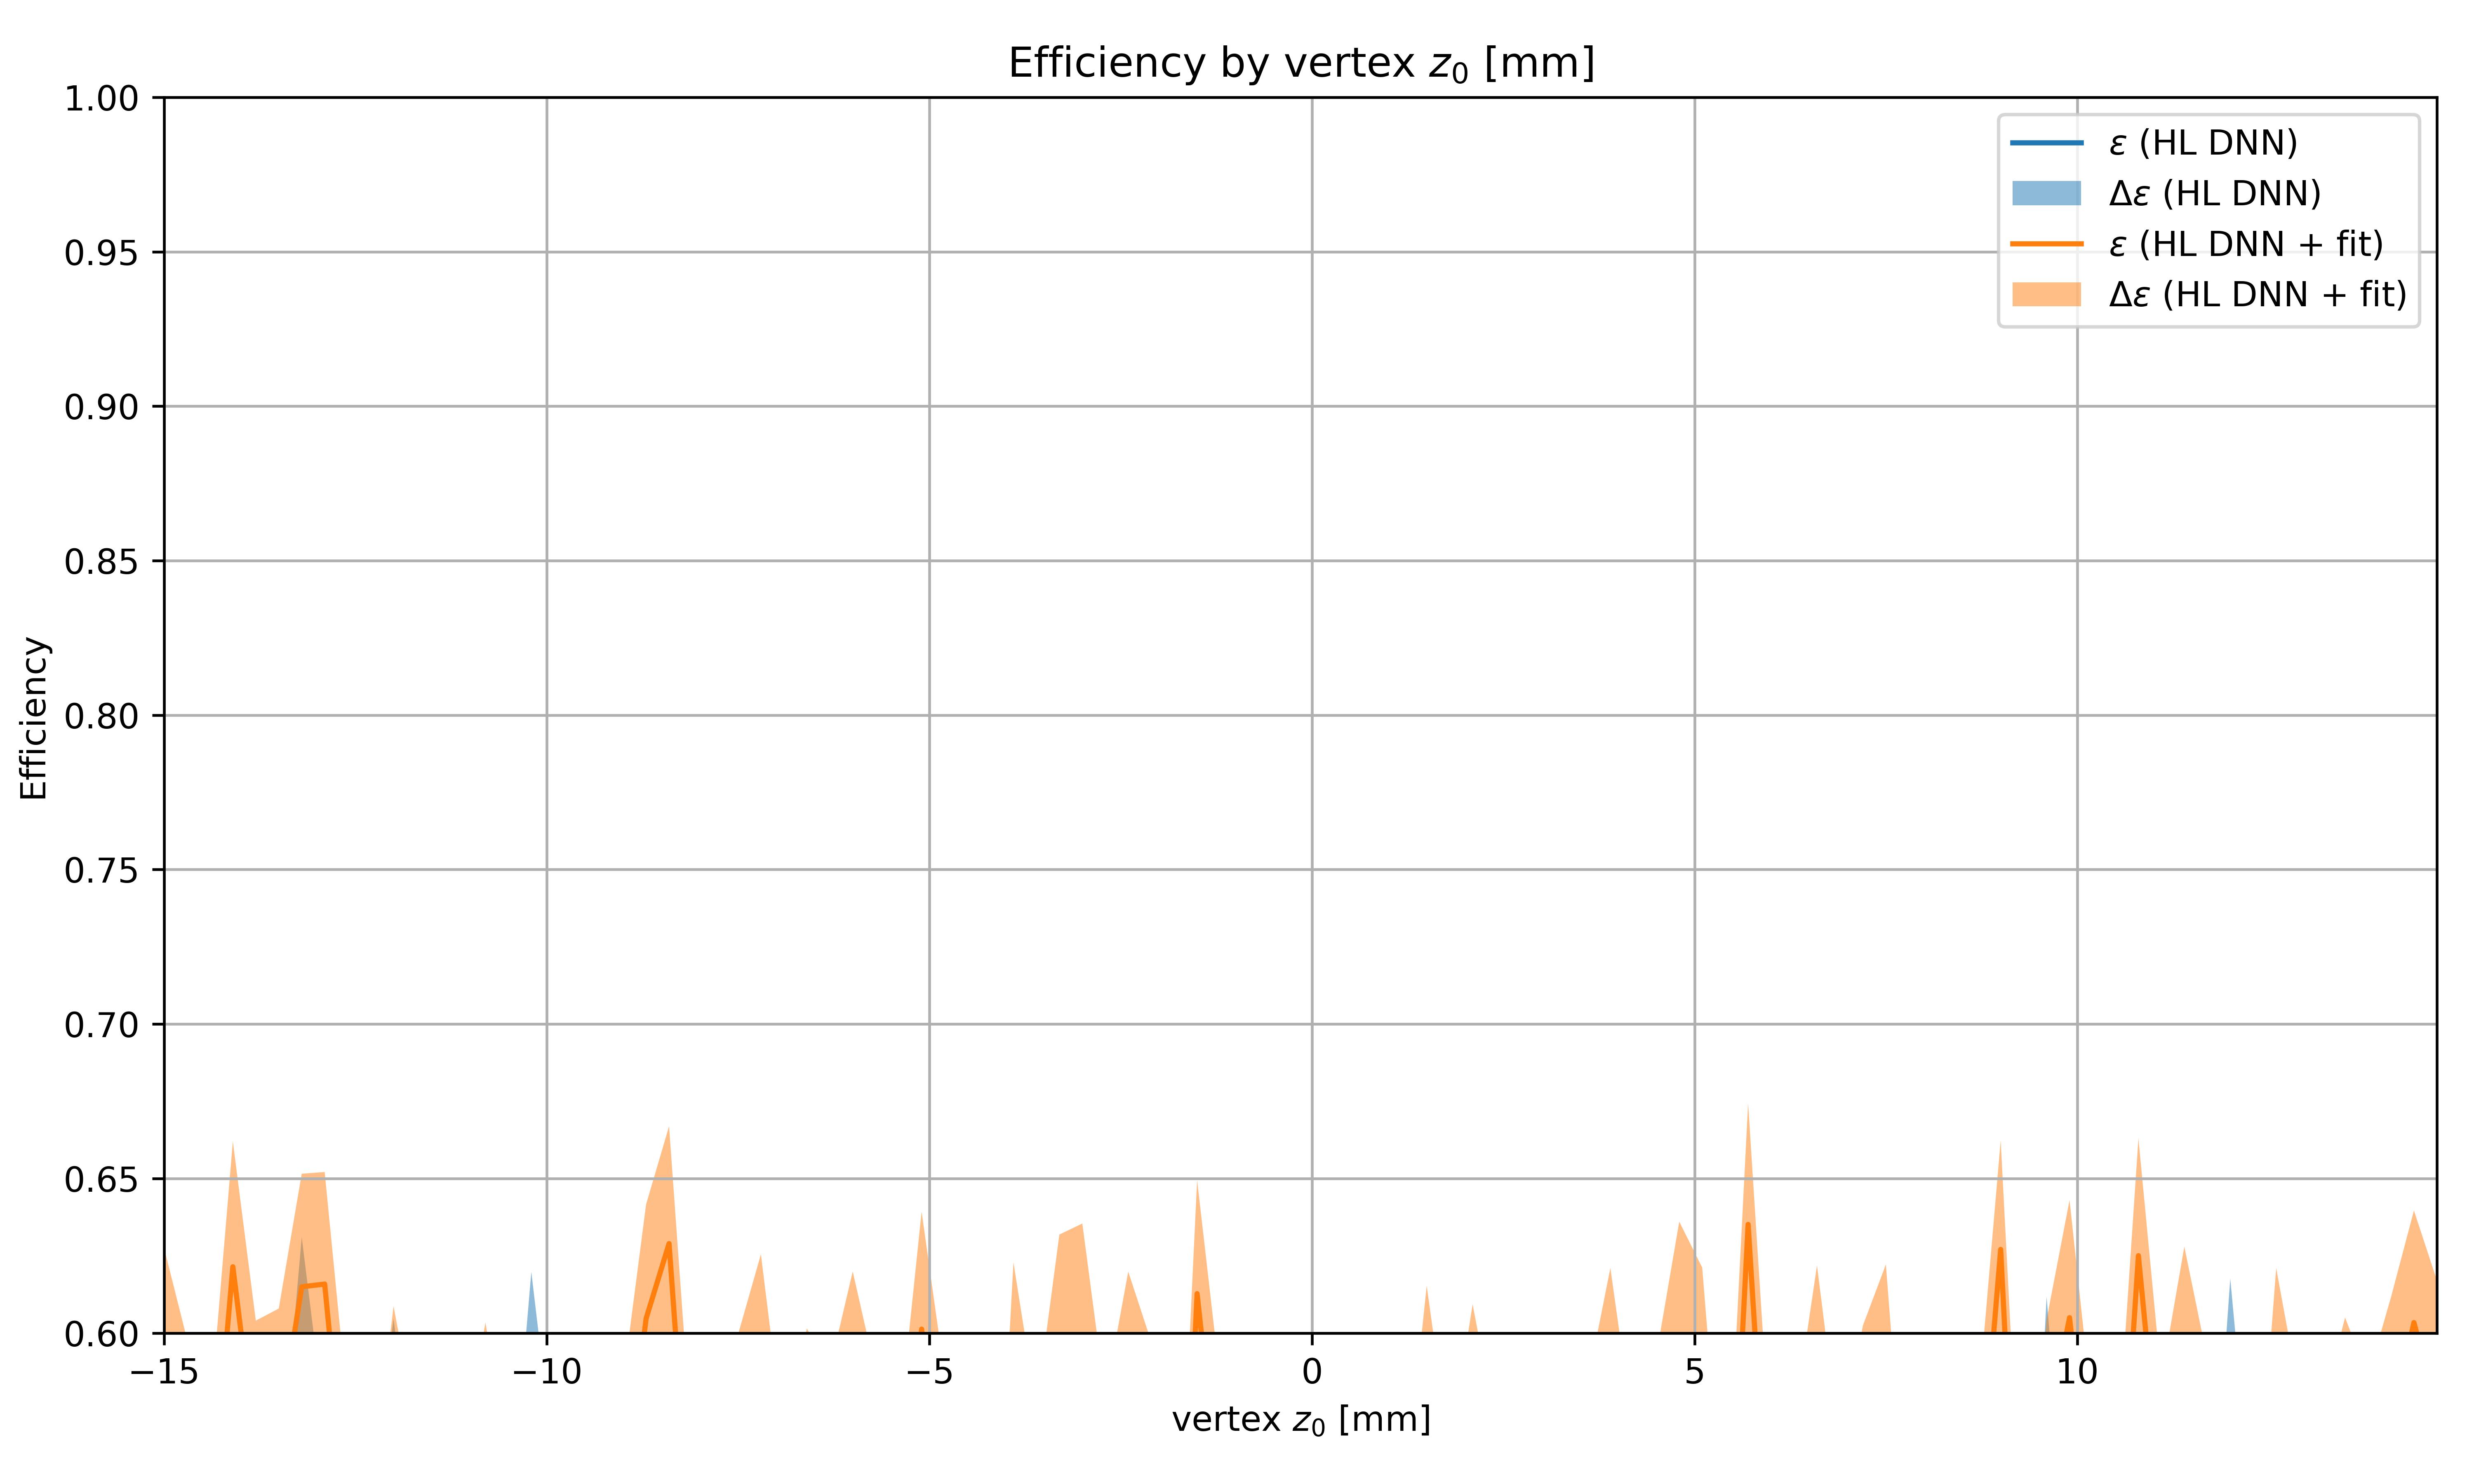 Efficiency by vertex z₀ [mm]
1.00
0.95
0.90
0.85
0.80
0.75
0.70
0.65
0.60
Efficiency
ε (HL DNN)
Δε (HL DNN)
ε (HL DNN + fit)
Δε (HL DNN + fit)
−15 −10 −5 0 5 10
vertex z₀ [mm]